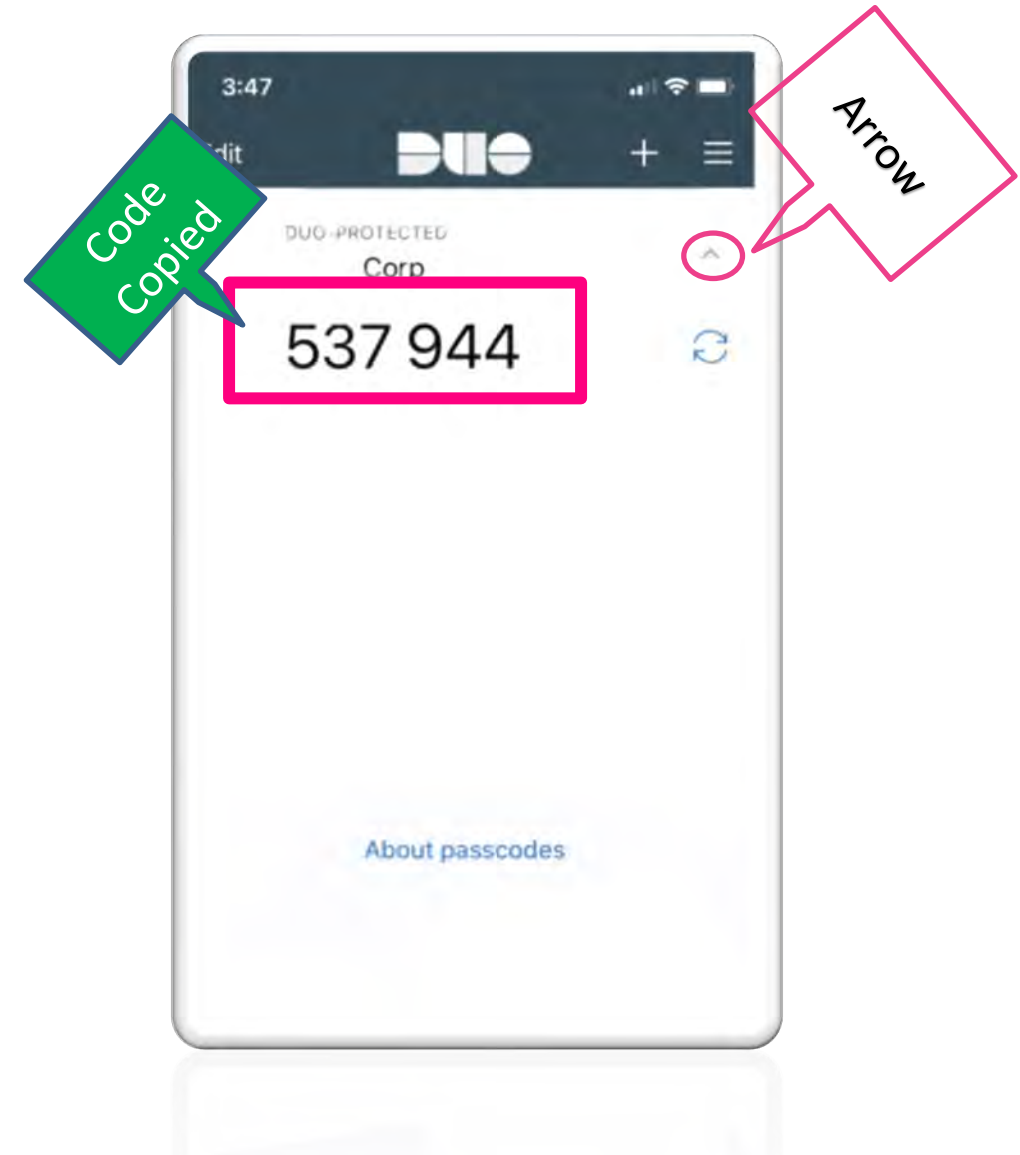 3:47
dit
DUO
Code
Copied
Arrow
DUO-PROTECTED
Corp
537 944
About passcodes